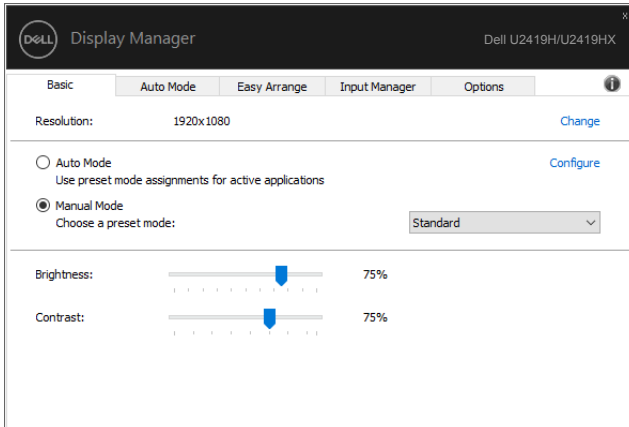 x
DELL Display Manager Dell U2419H/U2419HX
Basic Auto Mode Easy Arrange Input Manager Options i
Resolution: 1920x1080 Change
Auto Mode Configure
Use preset mode assignments for active applications
Manual Mode
Choose a preset mode: Standard
Brightness: 75%
Contrast: 75%